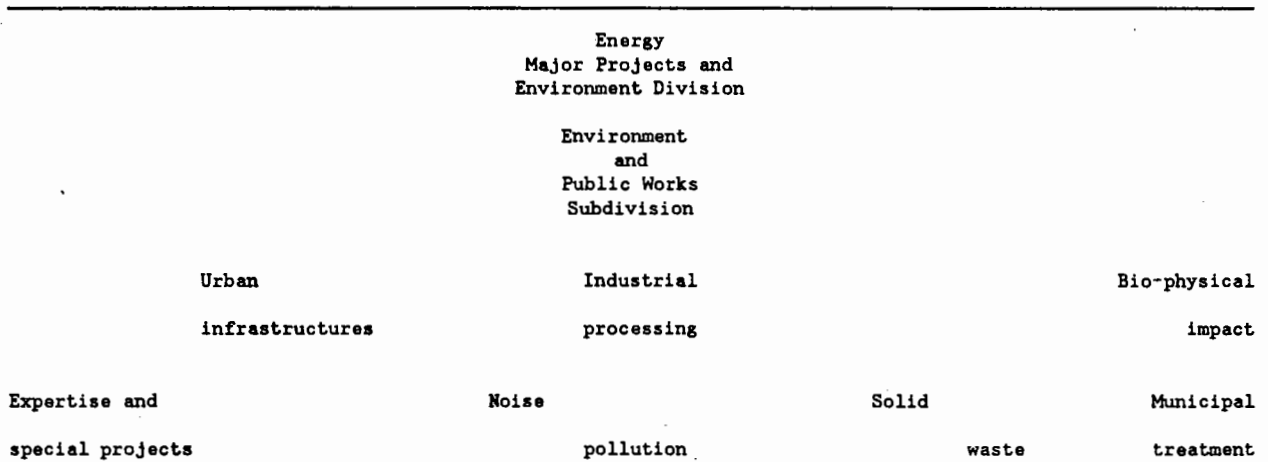 Energy
Major Projects and
Environment Division
Environment
and
Public Works
Subdivision
Urban Industrial Bio-physical
infrastructures processing impact
Expertise and Noise Solid Municipal
special projects pollution waste treatment